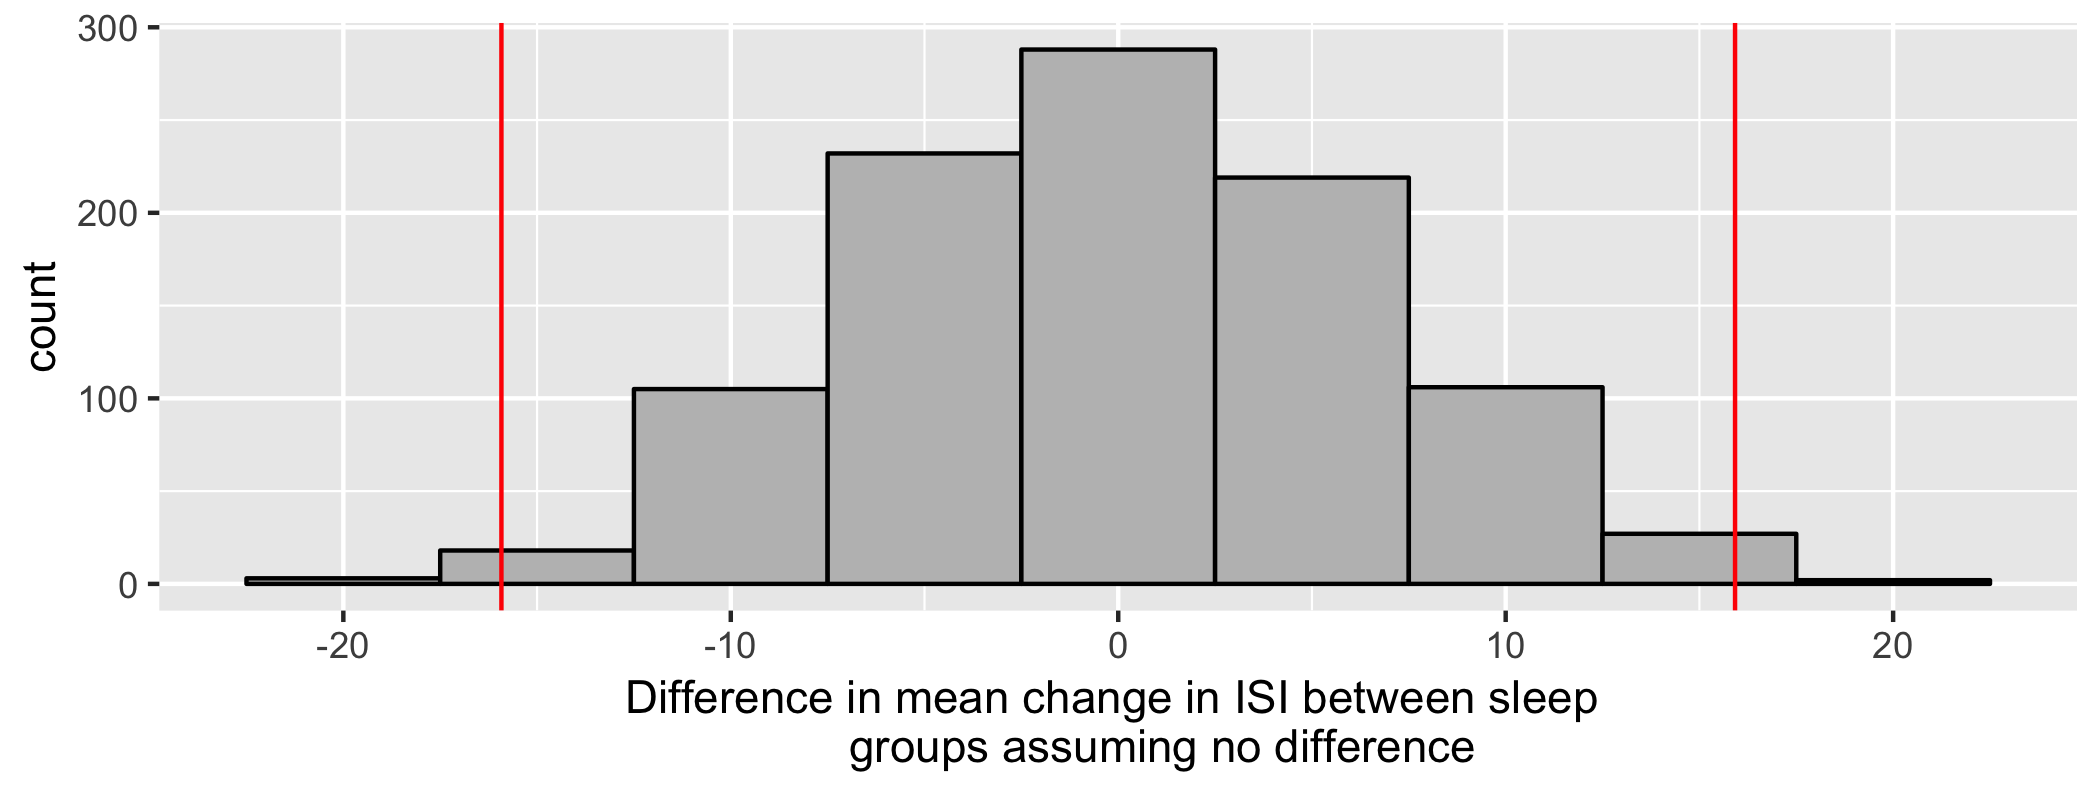 300
200
100
0
count
-20 -10 0 10 20
Difference in mean change in ISI between sleep
groups assuming no difference